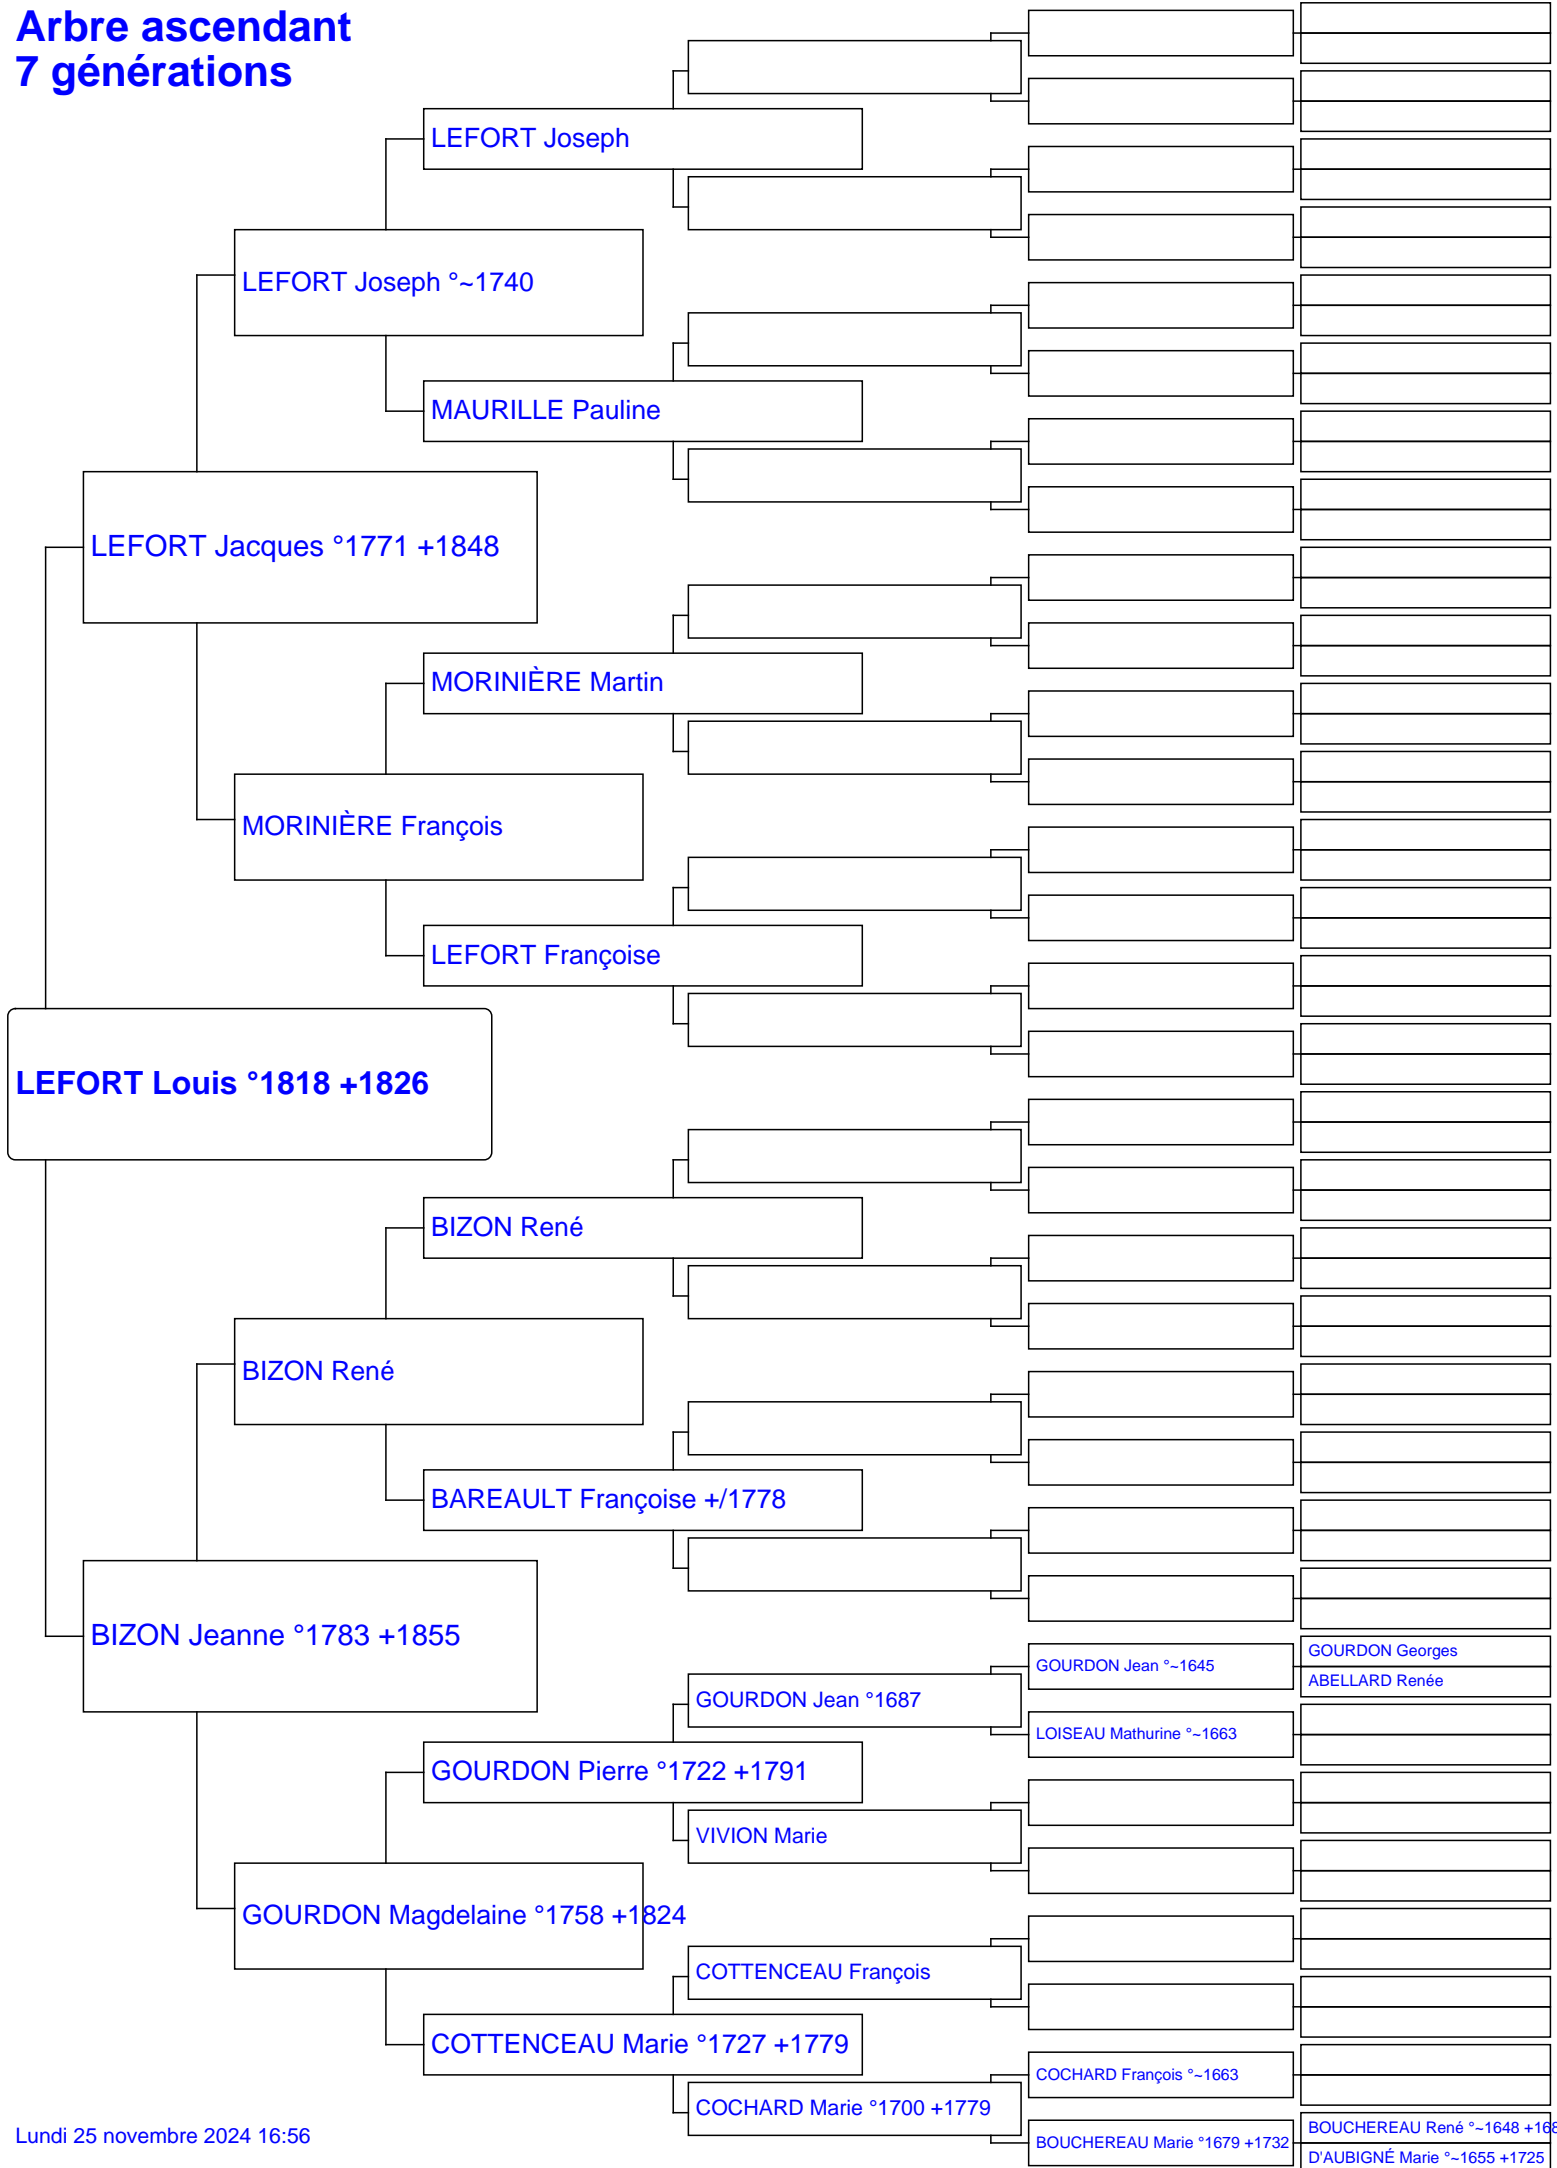 Arbre ascendant
7 générations
LEFORT Joseph
LEFORT Joseph °~1740
MAURILLE Pauline
LEFORT Jacques °1771 +1848
MORINIÈRE Martin
MORINIÈRE François
LEFORT Françoise
LEFORT Louis °1818 +1826
BIZON René
BIZON René
BAREAULT Françoise +/1778
BIZON Jeanne °1783 +1855
GOURDON Georges
GOURDON Jean °~1645
ABELLARD Renée
GOURDON Jean °1687
LOISEAU Mathurine °~1663
GOURDON Pierre °1722 +1791
VIVION Marie
GOURDON Magdelaine °1758 +1824
COTTENCEAU François
COTTENCEAU Marie °1727 +1779
COCHARD François °~1663
COCHARD Marie °1700 +1779
BOUCHEREAU René °~1648
BOUCHEREAU Marie °1679 +1732
D'AUBIGNÉ Marie °~1655 +1725
Lundi 25 novembre 2024 16:56